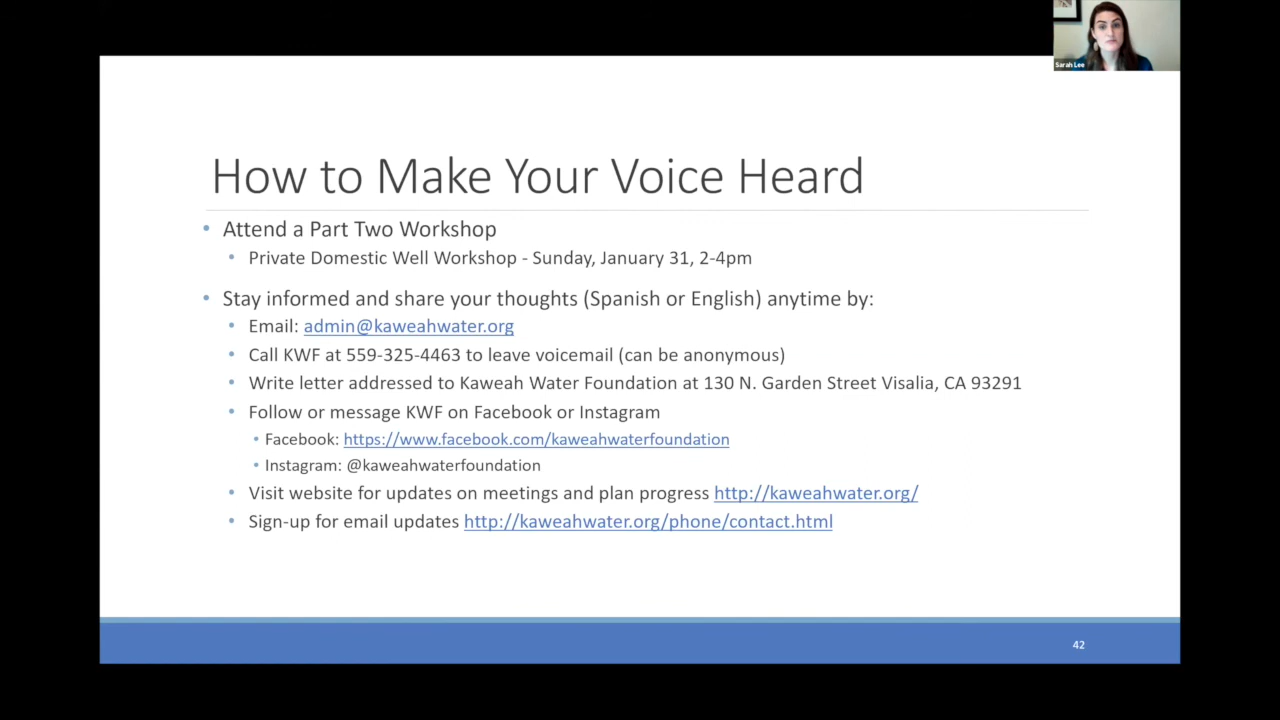 Sarah Lee
How to Make Your Voice Heard
• Attend a Part Two Workshop
• Private Domestic Well Workshop - Sunday, January 31, 2-4pm
• Stay informed and share your thoughts (Spanish or English) anytime by:
• Email: admin@kaweahwater.org
• Call KWF at 559-325-4463 to leave voicemail (can be anonymous)
• Write letter addressed to Kaweah Water Foundation at 130 N. Garden Street Visalia, CA 93291
• Follow or message KWF on Facebook or Instagram
• Facebook: https://www.facebook.com/kaweahwaterfoundation
• Instagram: @kaweahwaterfoundation
• Visit website for updates on meetings and plan progress http://kaweahwater.org/
• Sign-up for email updates http://kaweahwater.org/phone/contact.html
42